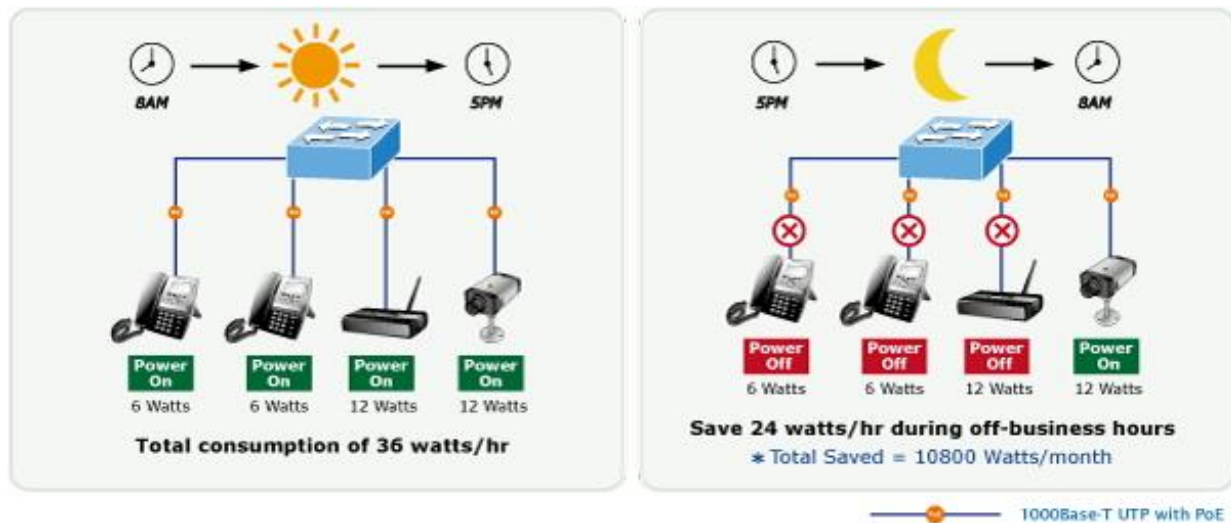 8AM
5PM
Power
On
6 Watts
Power
On
6 Watts
Power
On
12 Watts
Power
On
12 Watts
Total consumption of 36 watts/hr
5PM
8AM
Power
Off
6 Watts
Power
Off
6 Watts
Power
Off
12 Watts
Power
On
12 Watts
Save 24 watts/hr during off-business hours
* Total Saved = 10800 Watts/month
PoE
1000Base-T UTP with PoE